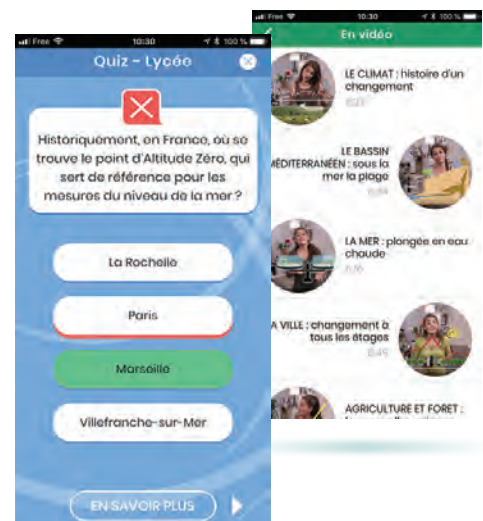 Free 10:30 100 %
Quiz - Lycée
Historiquement, en France, où se
trouve le point d'Altitude Zéro, qui
sert de référence pour les
mesures du niveau de la mer ?
La Rochelle
Paris
Marseille
Villefranche-sur-Mer
EN SAVOIR PLUS
Free 10:30 100 %
En vidéo
LE CLIMAT : histoire d'un
changement
LE BASSIN
MÉDITERRANÉEN : sous la
mer la plage
LA MER : plongée en eau
chaude
LA VILLE : changement à
tous les étages
AGRICULTURE ET FORET :